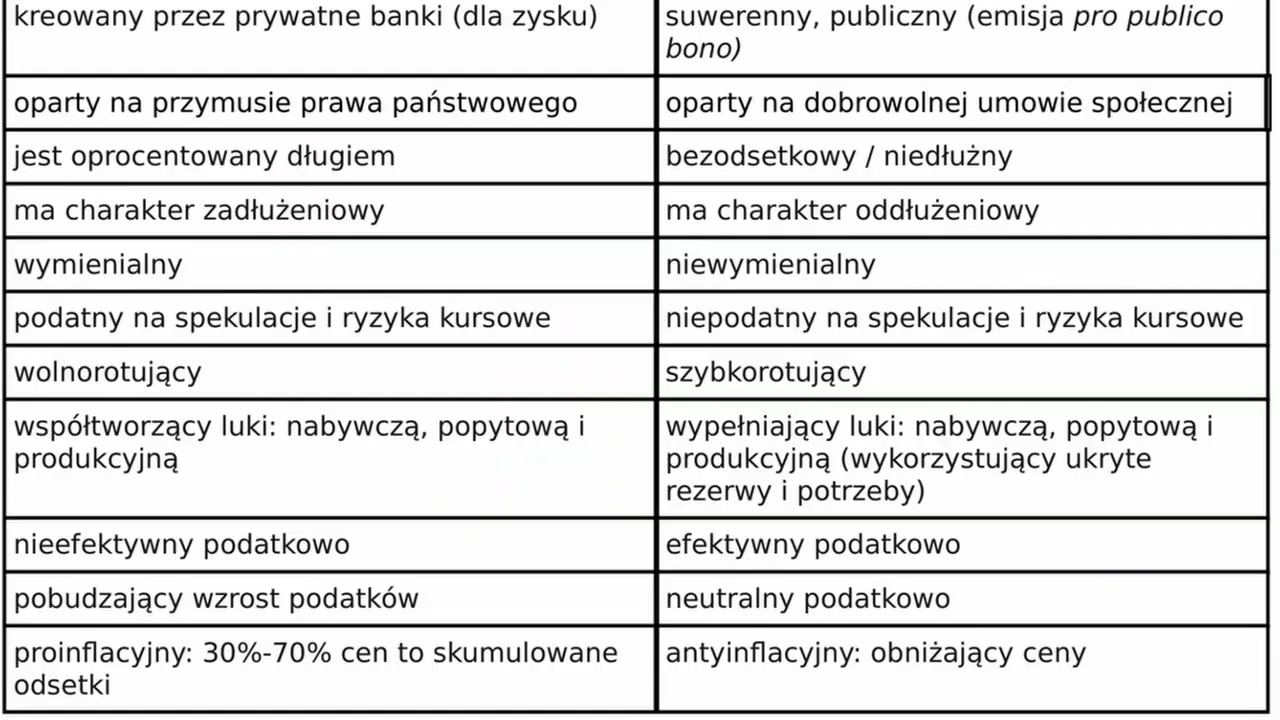 kreowany przez prywatne banki (dla zysku)
suwerenny, publiczny (emisja pro publico
bono)
oparty na przymusie prawa państwowego
oparty na dobrowolnej umowie społecznej
jest oprocentowany długiem
bezodsetkowy / niedłużny
ma charakter zadłużeniowy
ma charakter oddłużeniowy
wymienialny
niewymienialny
podatny na spekulacje i ryzyka kursowe
niepodatny na spekulacje i ryzyka kursowe
wolnorotujący
szybkorotujący
współtworzący luki: nabywczą, popytową i
produkcyjną
wypełniający luki: nabywczą, popytową i
produkcyjną (wykorzystujący ukryte
rezerwy i potrzeby)
nieefektywny podatkowo
efektywny podatkowo
pobudzający wzrost podatków
neutralny podatkowo
proinflacyjny: 30%-70% cen to skumulowane
odsetki
antyinflacyjny: obniżający ceny